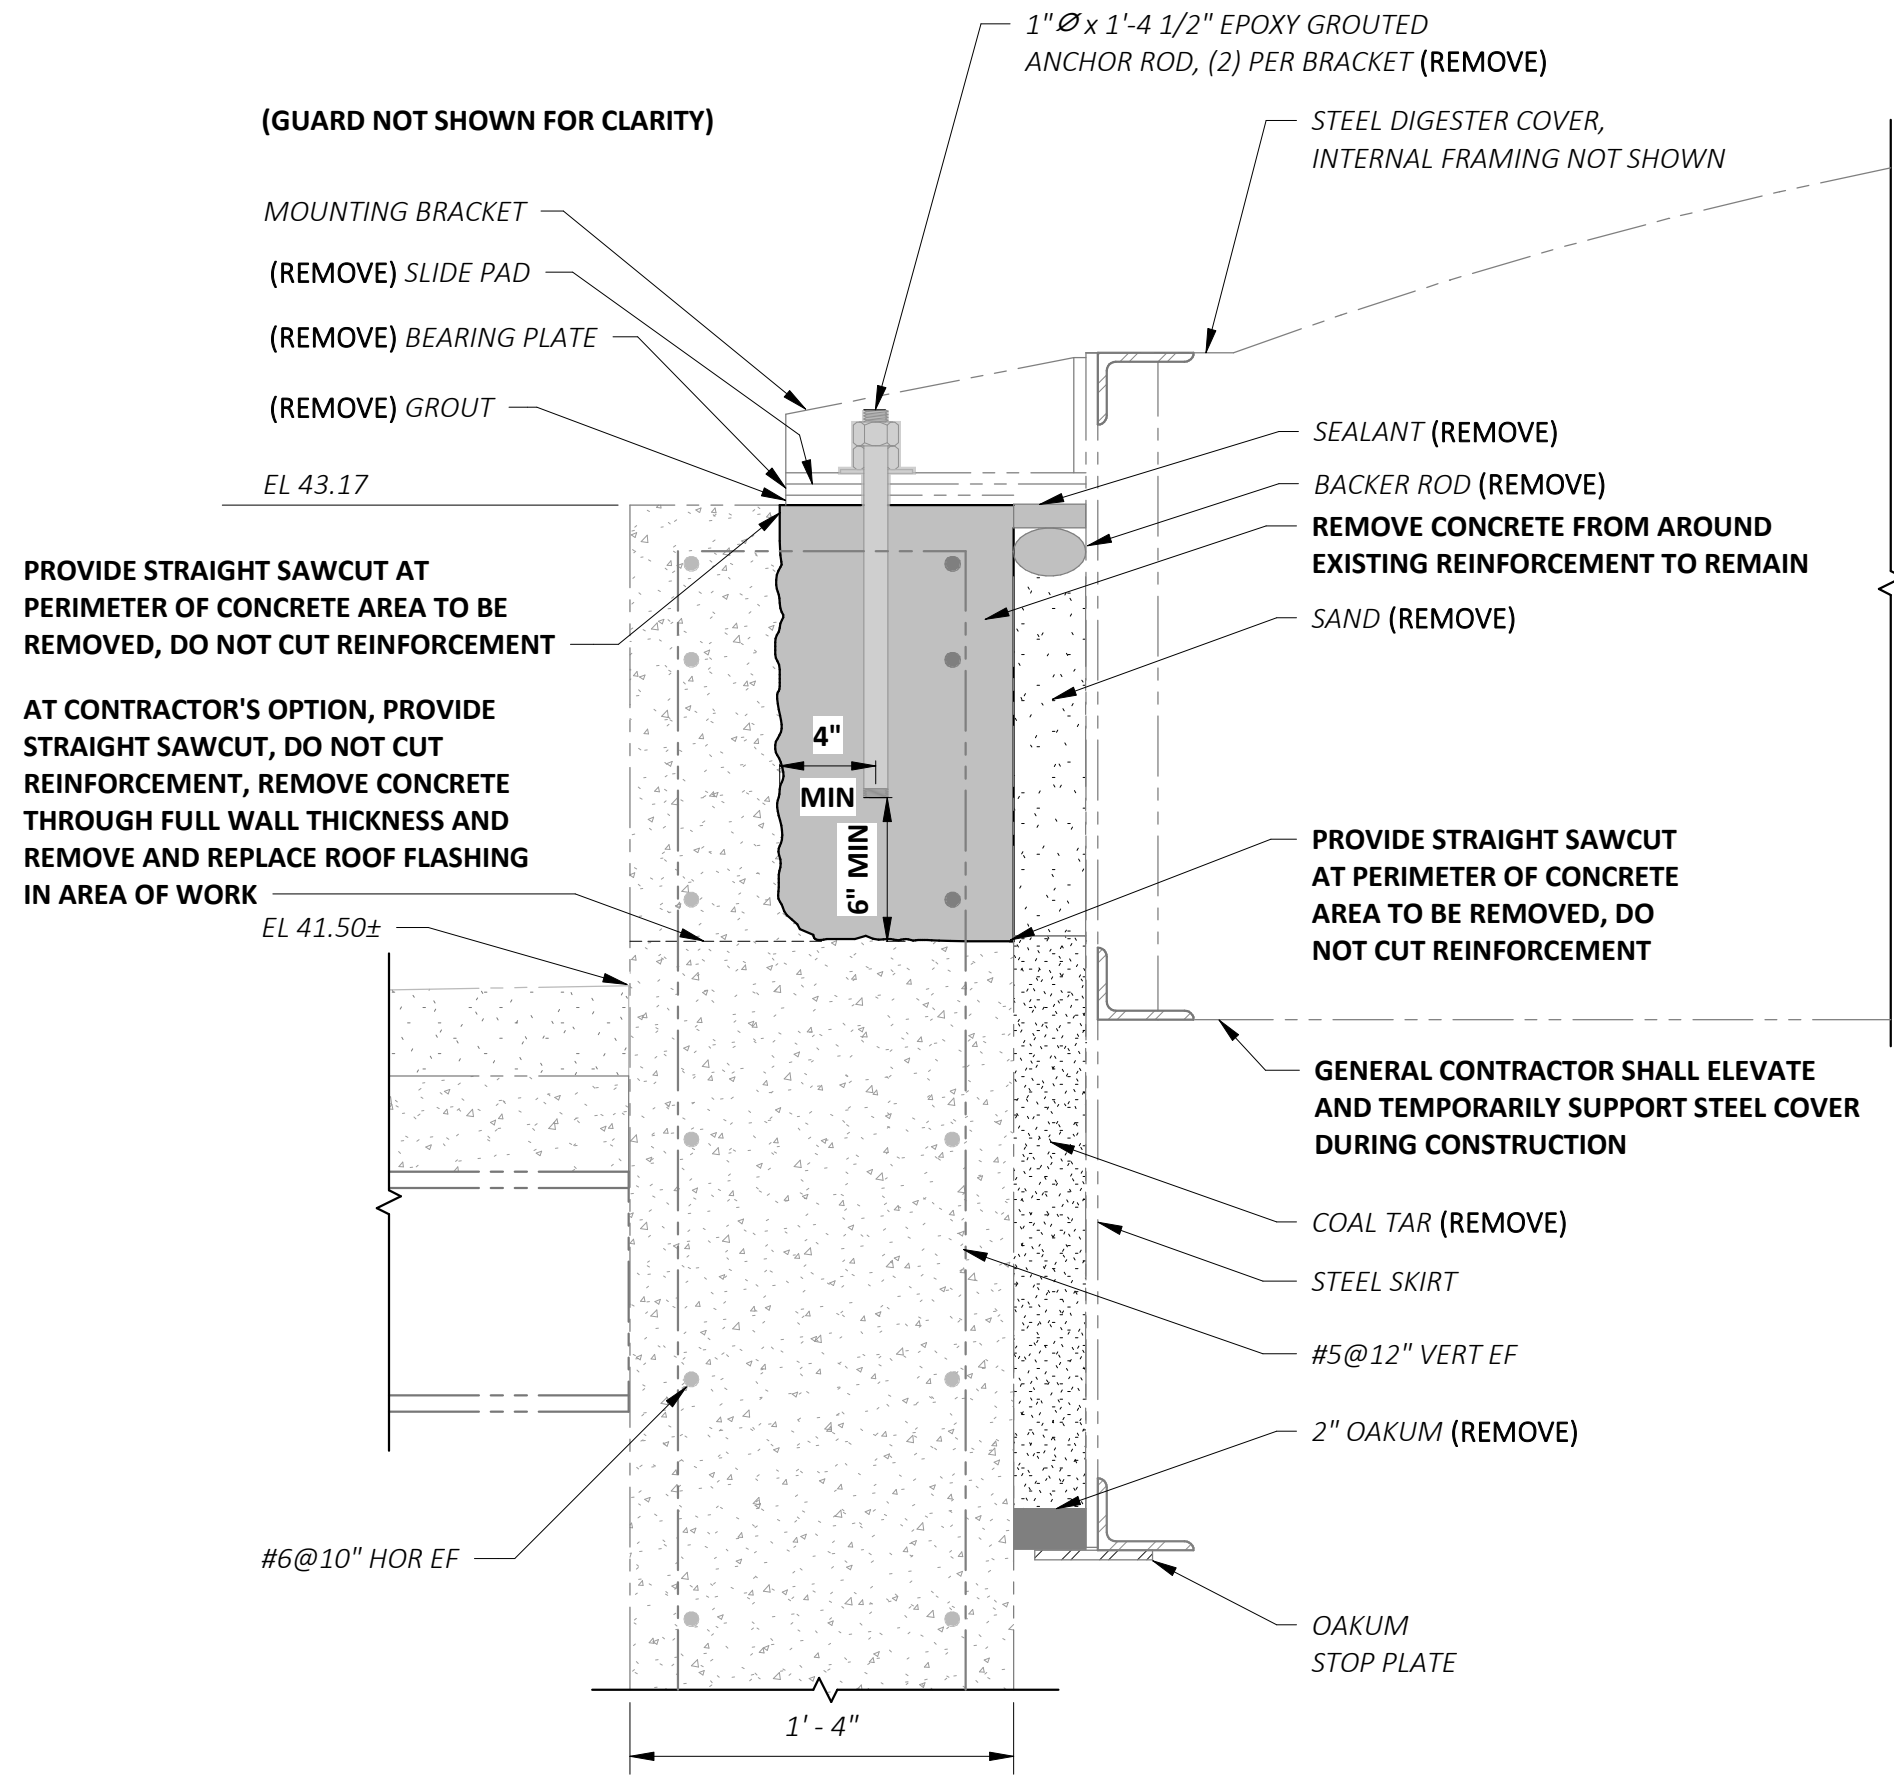 1" Ø x 1'-4 1/2" EPOXY GROUTED
ANCHOR ROD, (2) PER BRACKET (REMOVE)
(GUARD NOT SHOWN FOR CLARITY)
STEEL DIGESTER COVER,
INTERNAL FRAMING NOT SHOWN
MOUNTING BRACKET
(REMOVE) SLIDE PAD
(REMOVE) BEARING PLATE
(REMOVE) GROUT
EL 43.17
SEALANT (REMOVE)
BACKER ROD (REMOVE)
REMOVE CONCRETE FROM AROUND
EXISTING REINFORCEMENT TO REMAIN
SAND (REMOVE)
PROVIDE STRAIGHT SAWCUT AT
PERIMETER OF CONCRETE AREA TO BE
REMOVED, DO NOT CUT REINFORCEMENT
AT CONTRACTOR'S OPTION, PROVIDE
STRAIGHT SAWCUT, DO NOT CUT
REINFORCEMENT, REMOVE CONCRETE
THROUGH FULL WALL THICKNESS AND
REMOVE AND REPLACE ROOF FLASHING
IN AREA OF WORK
EL 41.50±
4"
MIN
6" MIN
PROVIDE STRAIGHT SAWCUT
AT PERIMETER OF CONCRETE
AREA TO BE REMOVED, DO
NOT CUT REINFORCEMENT
GENERAL CONTRACTOR SHALL ELEVATE
AND TEMPORARILY SUPPORT STEEL COVER
DURING CONSTRUCTION
COAL TAR (REMOVE)
STEEL SKIRT
#5@12" VERT EF
2" OAKUM (REMOVE)
#6@10" HOR EF
OAKUM
STOP PLATE
1' - 4"